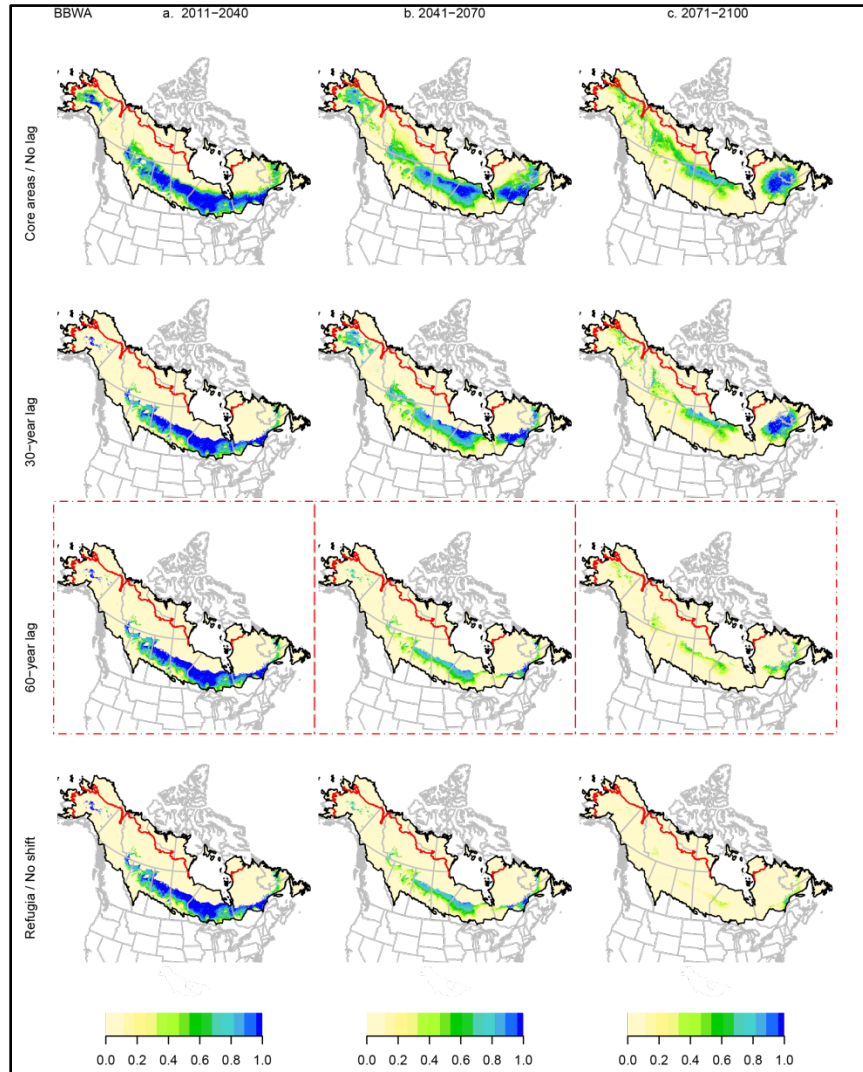 BBWA a. 2011−2040 b. 2041−2070 c. 2071−2100
Core areas / No lag
30−year lag
60−year lag
Refugia / No shift
0.0 0.2 0.4 0.6 0.8 1.0 0.0 0.2 0.4 0.6 0.8 1.0 0.0 0.2 0.4 0.6 0.8 1.0